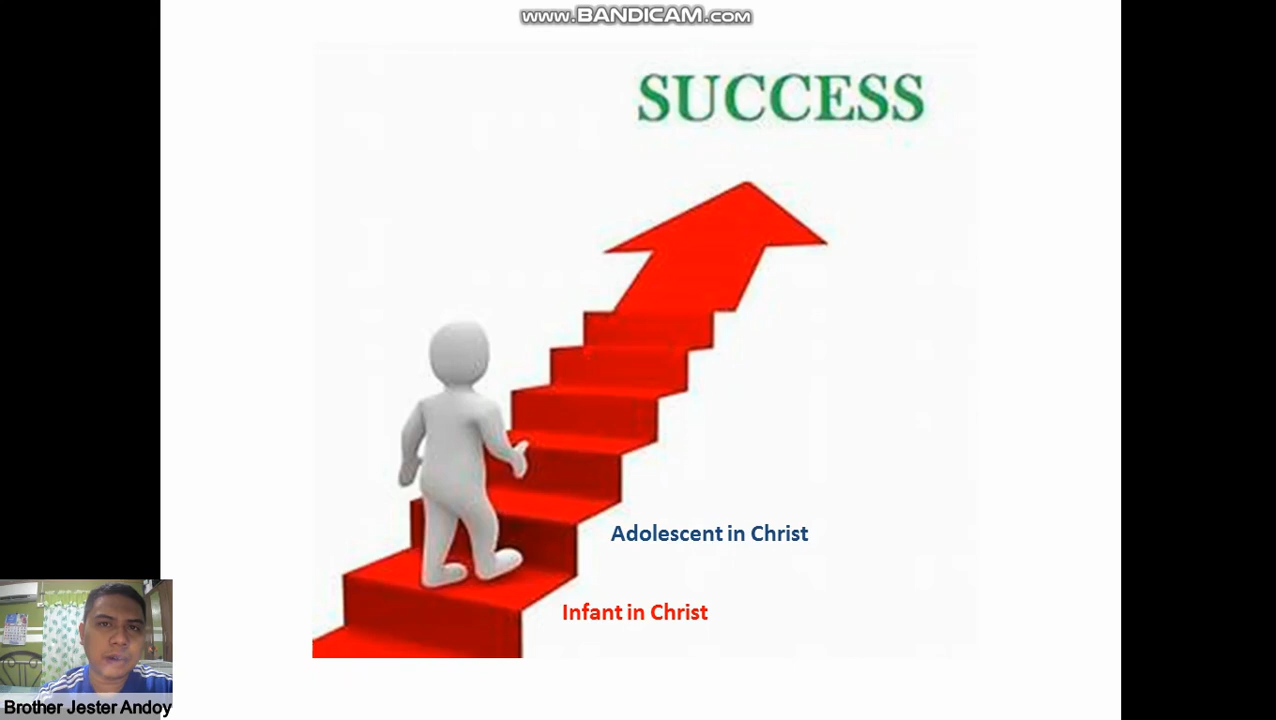 www.BANDICAM.com
SUCCESS
Adolescent in Christ
Infant in Christ
Brother Jester Andoy